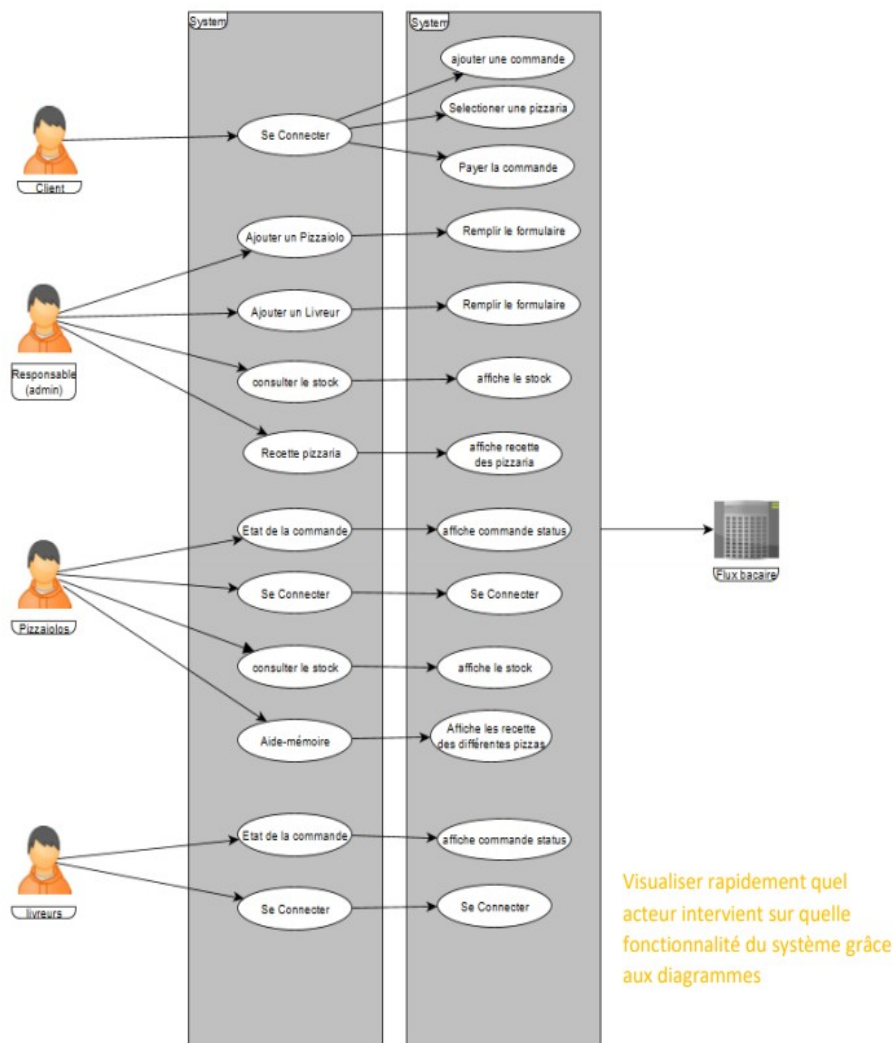 System
System
ajouter une commande
Selectioner une pizzaria
Se Connecter
Payer la commande
Client
Ajouter un Pizzaiolo
Remplir le formulaire
Ajouter un Livreur
Remplir le formulaire
Responsable
(admin)
consulter le stock
affiche le stock
Recette pizzaria
affiche recette
des pizzaria
Etat de la commande
affiche commande status
Flux bacaire
Se Connecter
Se Connecter
Pizzaiolos
consulter le stock
affiche le stock
Aide-mémoire
Affiche les recette
des différentes pizzas
Etat de la commande
affiche commande status
livreurs
Se Connecter
Se Connecter
Visualiser rapidement quel
acteur intervient sur quelle
fonctionnalité du système grâce
aux diagrammes